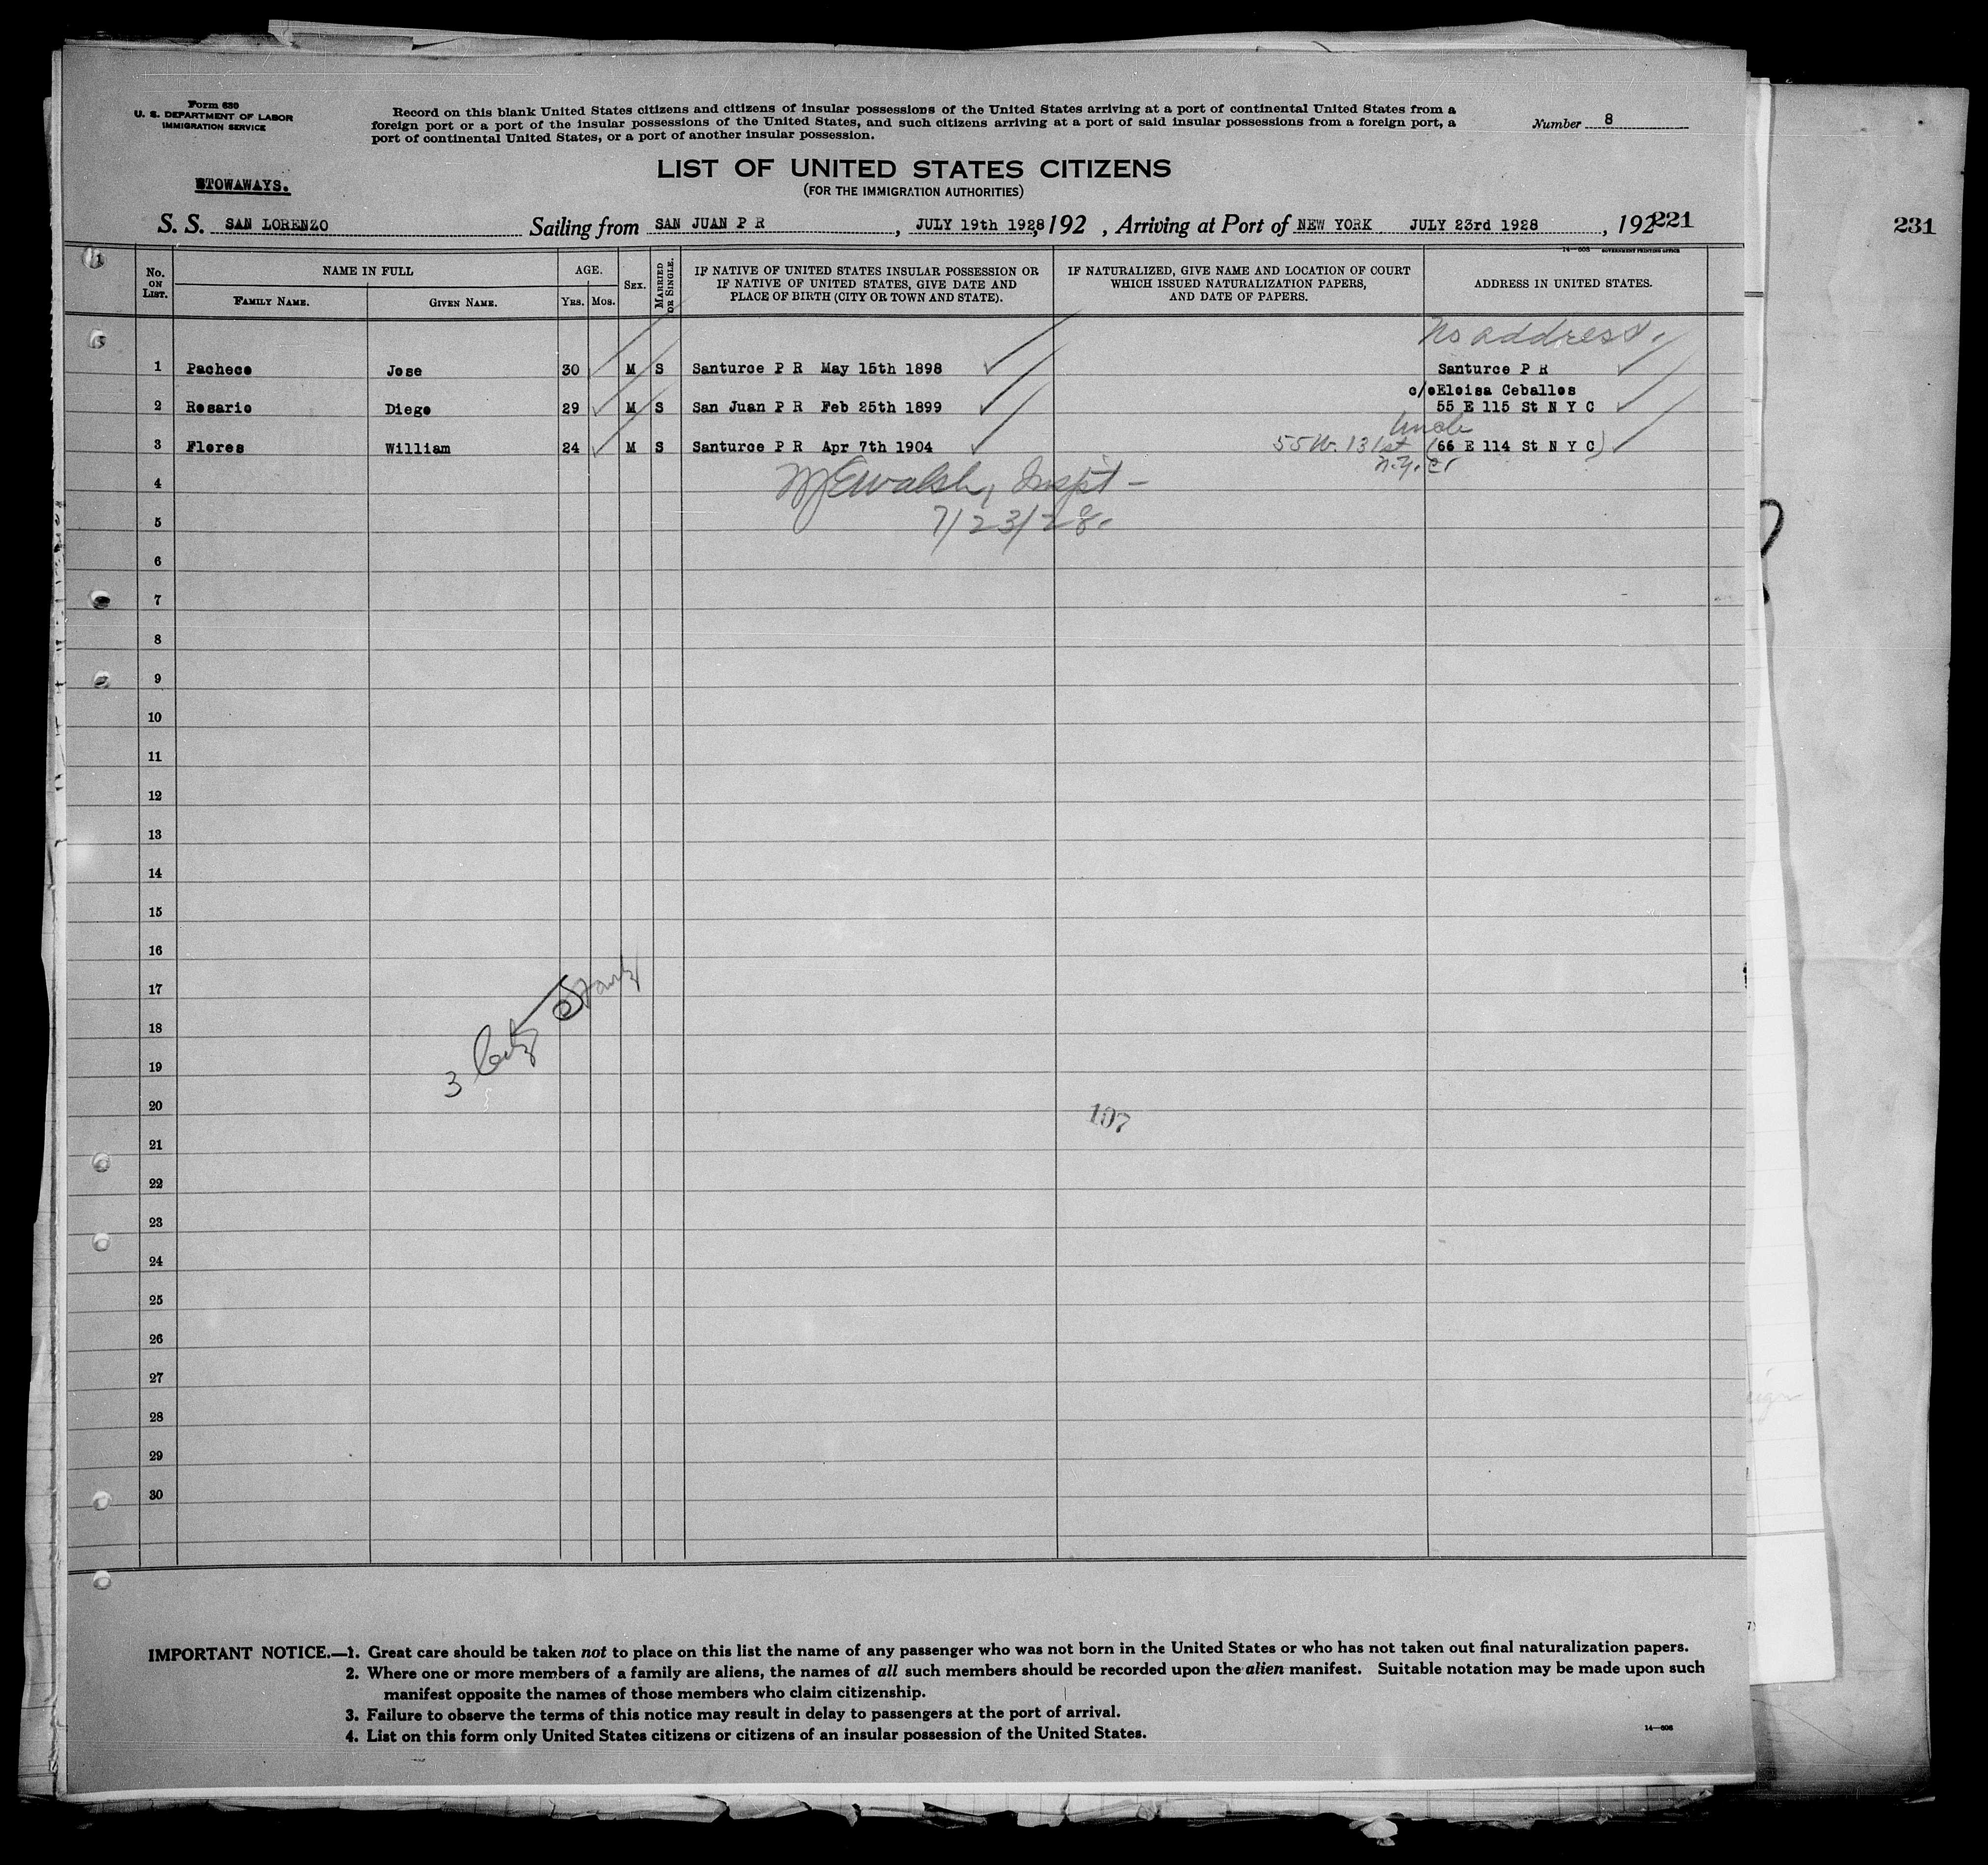 Form 630
U. S. DEPARTMENT OF LABOR
IMMIGRATION SERVICE
Record on this blank United States citizens and citizens of insular possessions of the United States arriving at a port of continental United States from a
foreign port or a port of the insular possessions of the United States, and such citizens arriving at a port of said insular possessions from a foreign port, a
port of continental United States, or a port of another insular possession.
Number 8
STOWAWAYS.
LIST OF UNITED STATES CITIZENS
(FOR THE IMMIGRATION AUTHORITIES)
S. S. SAN LORENZO Sailing from SAN JUAN P R , JULY 19th 1928, 192 , Arriving at Port of NEW YORK JULY 23rd 1928 , 192 221
231
14—608 GOVERNMENT PRINTING OFFICE
No. ON LIST. NAME IN FULL AGE. SEX. MARRIED OR SINGLE. IF NATIVE OF UNITED STATES INSULAR POSSESSION OR IF NATIVE OF UNITED STATES, GIVE DATE AND PLACE OF BIRTH (CITY OR TOWN AND STATE). IF NATURALIZED, GIVE NAME AND LOCATION OF COURT WHICH ISSUED NATURALIZATION PAPERS, AND DATE OF PAPERS. ADDRESS IN UNITED STATES.
FAMILY NAME. GIVEN NAME. YRS. MOS.
No address.
1 Pacheco Jose 30 M S Santurce P R May 15th 1898 Santurce P R
c/o Eloisa Ceballos
2 Rosario Diego 29 M S San Juan P R Feb 25th 1899 55 E 115 St N Y C
Uncle
3 Flores William 24 M S Santurce P R Apr 7th 1904 55 W. 131st (66 E 114 St N Y C)
N.Y. Cr
4 Walsh, Inspt -
5 7/23/28.
6
7
8
9
10
11
12
13
14
15
16
17
18
19
3
20
107
21
22
23
24
25
26
27
28
29
30
IMPORTANT NOTICE.—1. Great care should be taken not to place on this list the name of any passenger who was not born in the United States or who has not taken out final naturalization papers.
2. Where one or more members of a family are aliens, the names of all such members should be recorded upon the alien manifest. Suitable notation may be made upon such
manifest opposite the names of those members who claim citizenship.
3. Failure to observe the terms of this notice may result in delay to passengers at the port of arrival.
4. List on this form only United States citizens or citizens of an insular possession of the United States.
14—608